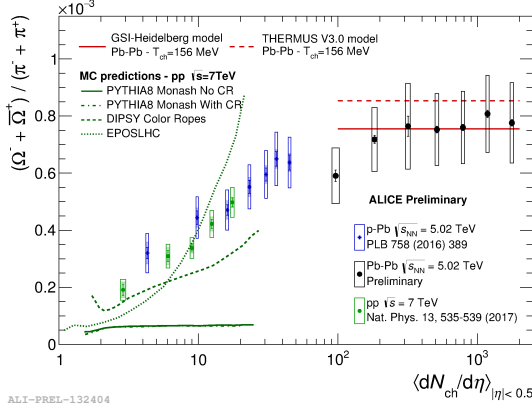 ×10⁻³
GSI-Heidelberg model
Pb-Pb - T_ch=156 MeV
THERMUS V3.0 model
Pb-Pb - T_ch=156 MeV
MC predictions - pp √s=7TeV
PYTHIA8 Monash No CR
PYTHIA8 Monash With CR
DIPSY Color Ropes
EPOSLHC
(Ω⁻ + Ω̅⁺) / (π⁻ + π⁺)
1
0.8
0.6
0.4
0.2
0
ALICE Preliminary
p-Pb √s_NN = 5.02 TeV
PLB 758 (2016) 389
Pb-Pb √s_NN = 5.02 TeV
Preliminary
pp √s = 7 TeV
Nat. Phys. 13, 535-539 (2017)
1 10 10² 10³
⟨dN_ch/dη⟩_|η|< 0.5
ALI-PREL-132404